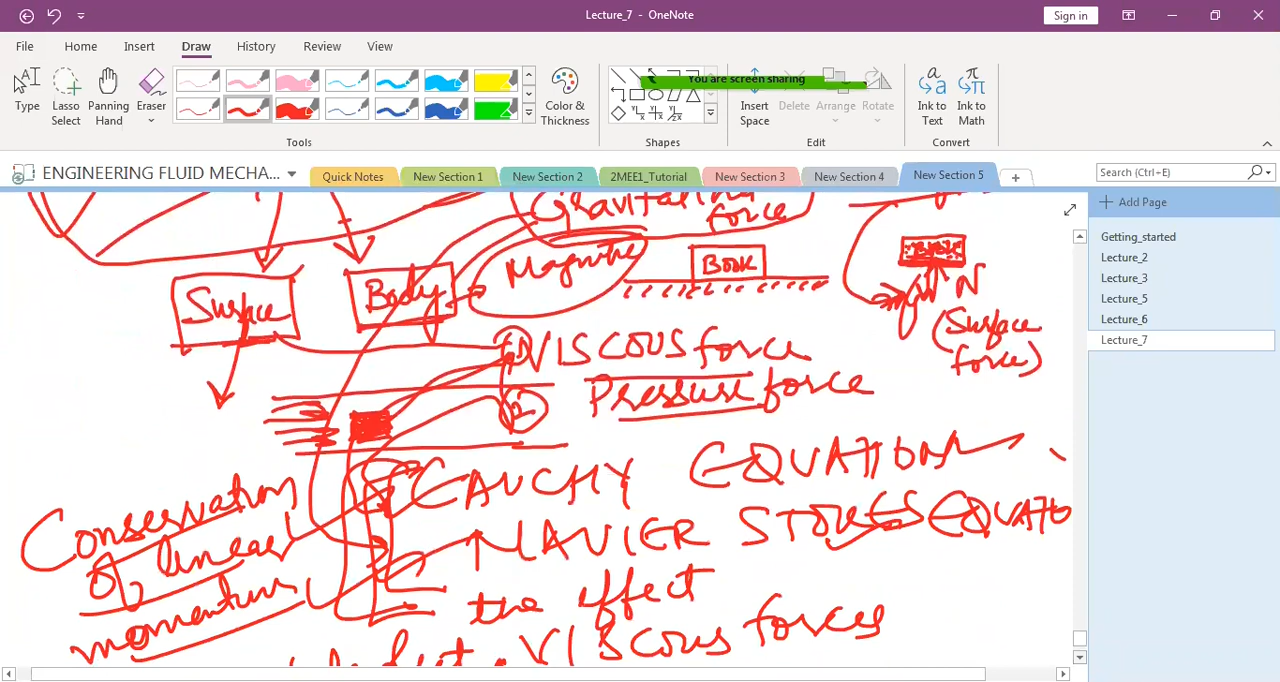 Lecture_7 - OneNote
Sign in
File Home Insert Draw History Review View
You are screen sharing
Type
Lasso Select
Panning Hand
Eraser
Color & Thickness
Insert Space
Delete
Arrange
Rotate
Ink to Text
Ink to Math
Tools
Shapes
Edit
Convert
ENGINEERING FLUID MECHA...
Quick Notes
New Section 1
New Section 2
2MEE1_Tutorial
New Section 3
New Section 4
New Section 5
Search (Ctrl+E)
Add Page
Getting_started
Lecture_2
Lecture_3
Lecture_5
Lecture_6
Lecture_7
force
Book
Surface
Body
N
(Surface
forces)
① VISCOUS force
② Pressure force
CAUCHY EQUATION
NAVIER STOKES EQUATIO
Conservation
of linear
momentum
the effect
VISCOUS forces